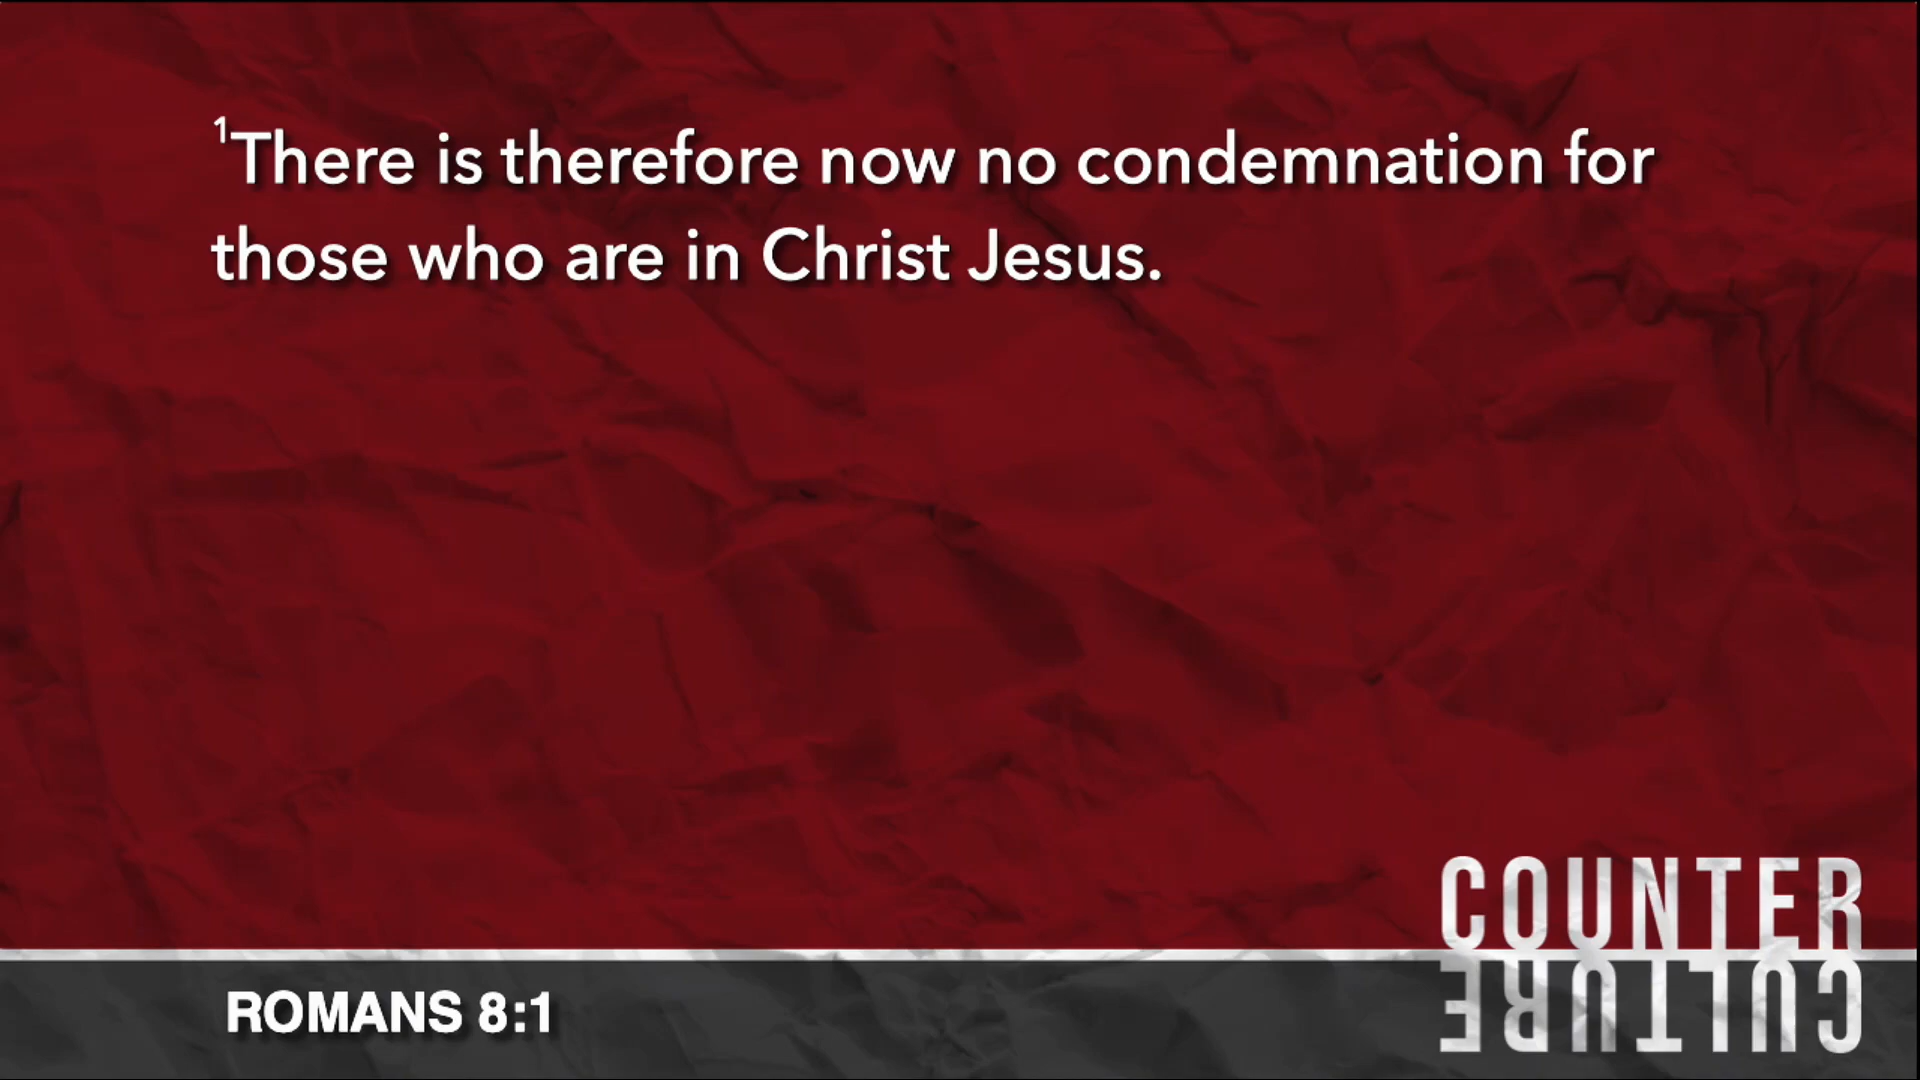 ¹There is therefore now no condemnation for
those who are in Christ Jesus.
COUNTER
CULTURE
ROMANS 8:1